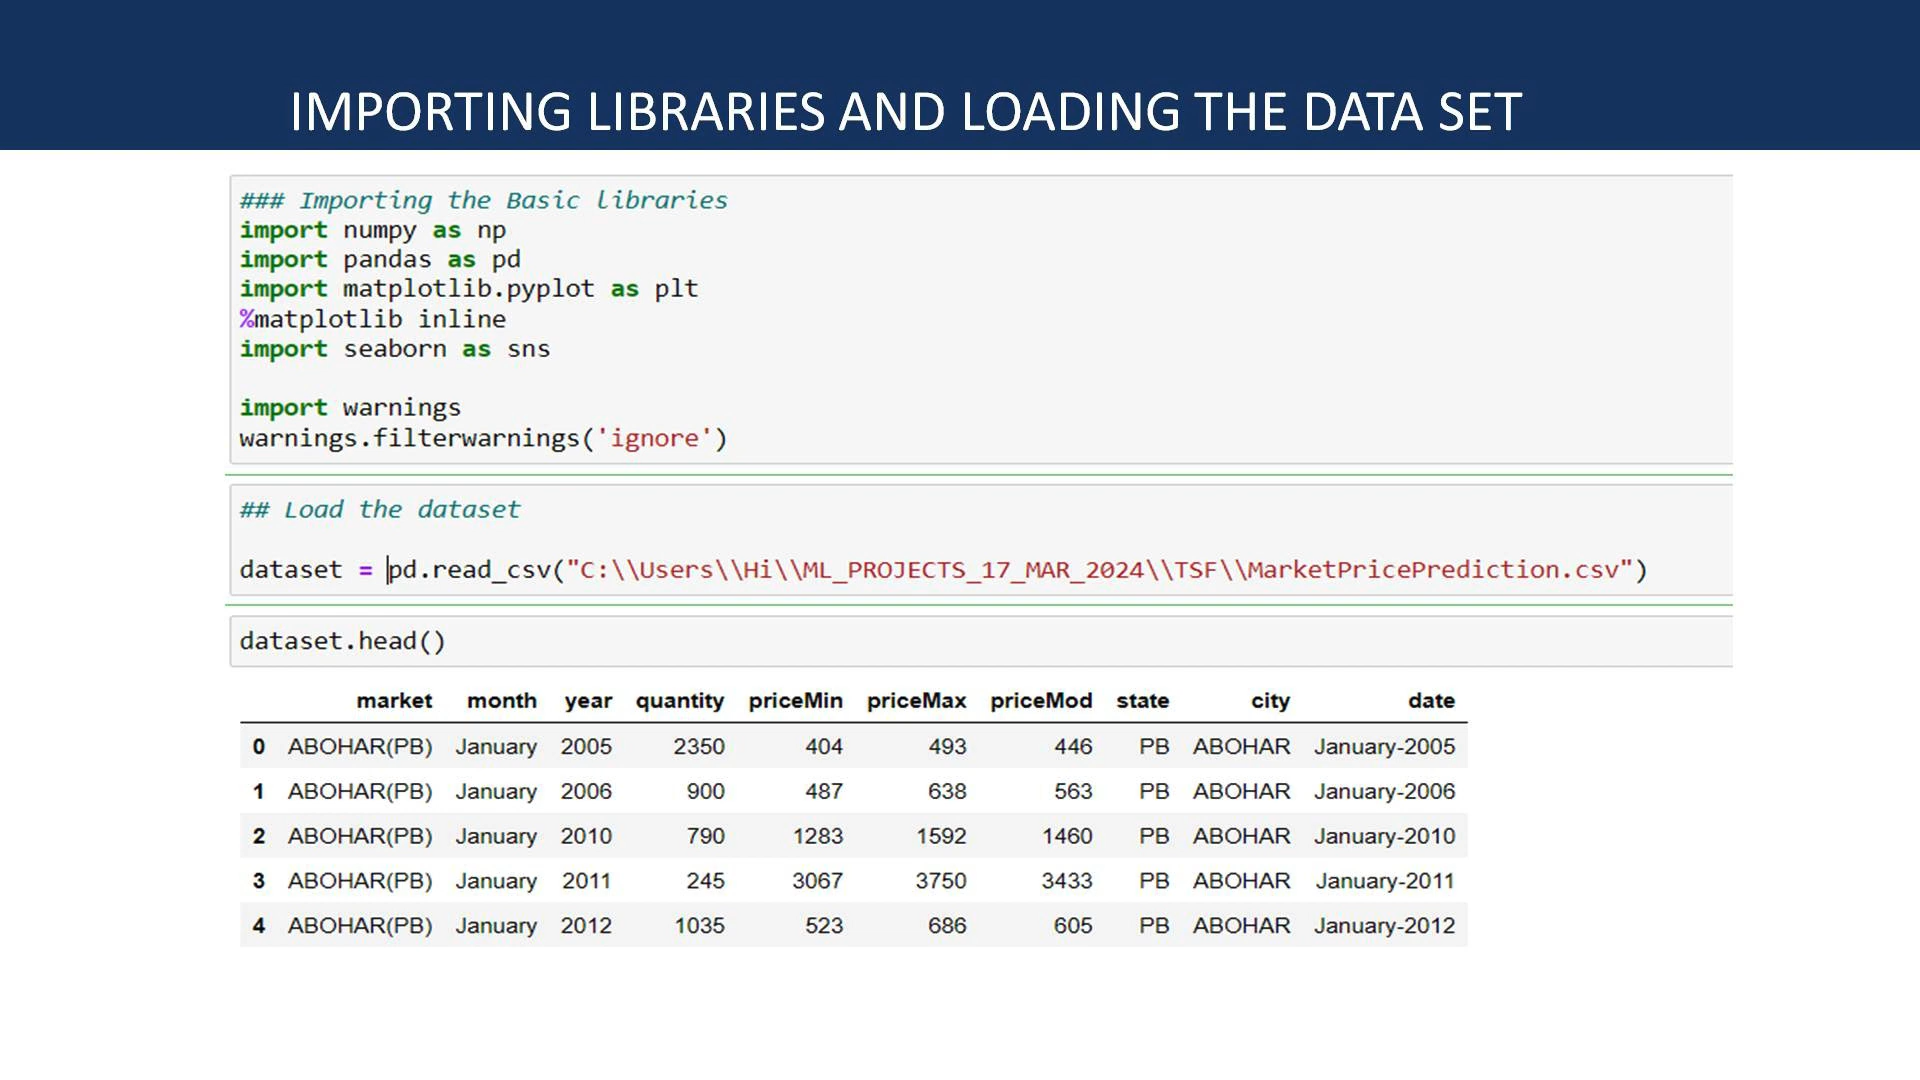 IMPORTING LIBRARIES AND LOADING THE DATA SET
### Importing the Basic libraries
import numpy as np
import pandas as pd
import matplotlib.pyplot as plt
%matplotlib inline
import seaborn as sns
import warnings
warnings.filterwarnings('ignore')
## Load the dataset
dataset = pd.read_csv("C:\\Users\\Hi\\ML_PROJECTS_17_MAR_2024\\TSF\\MarketPricePrediction.csv")
dataset.head()
market month year quantity priceMin priceMax priceMod state city date
0 ABOHAR(PB) January 2005 2350 404 493 446 PB ABOHAR January-2005
1 ABOHAR(PB) January 2006 900 487 638 563 PB ABOHAR January-2006
2 ABOHAR(PB) January 2010 790 1283 1592 1460 PB ABOHAR January-2010
3 ABOHAR(PB) January 2011 245 3067 3750 3433 PB ABOHAR January-2011
4 ABOHAR(PB) January 2012 1035 523 686 605 PB ABOHAR January-2012